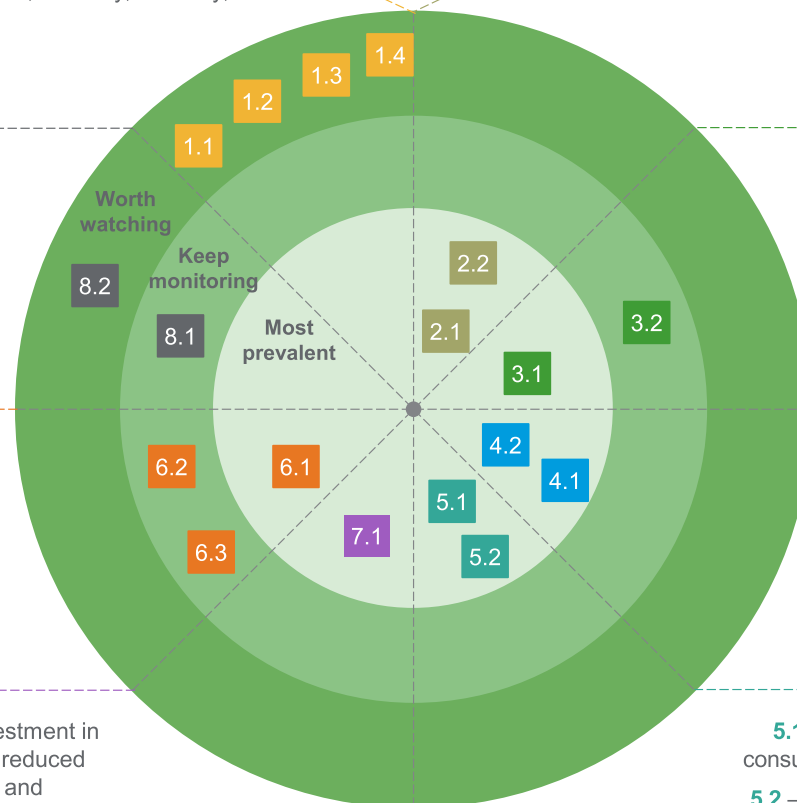 1.4
1.3
1.2
1.1
Worth
watching
Keep
monitoring
8.2
8.1
Most
prevalent
2.2
2.1
3.2
3.1
4.2
4.1
6.2
6.1
6.3
7.1
5.1
5.2
estment in
reduced
and
5.1
consu
5.2 –